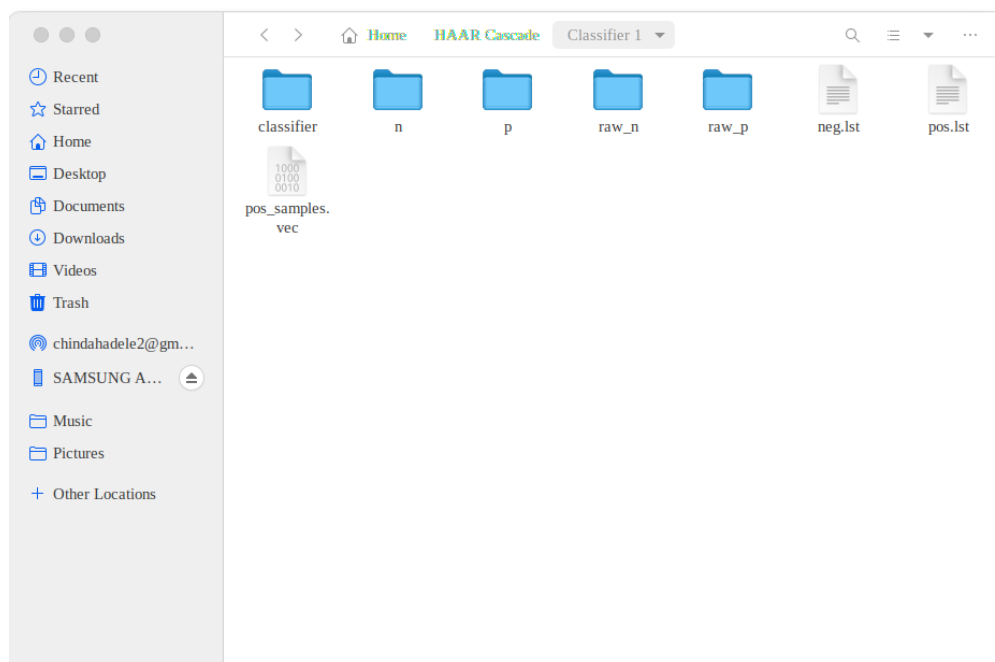 Home HAAR Cascade Classifier 1
Recent
Starred
Home
Desktop
Documents
Downloads
Videos
Trash
chindahadele2@gm...
SAMSUNG A...
Music
Pictures
Other Locations
classifier n p raw_n raw_p neg.lst pos.lst
1000
0100
0010
pos_samples.
vec